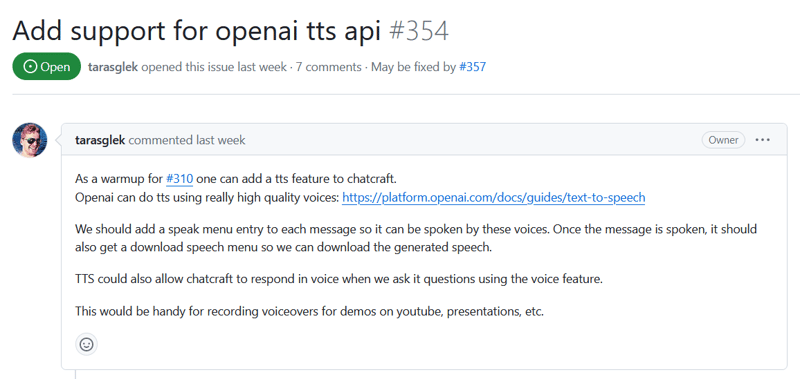 Add support for openai tts api #354
Open tarasglek opened this issue last week · 7 comments · May be fixed by #357
tarasglek commented last week Owner
As a warmup for #310 one can add a tts feature to chatcraft.
Openai can do tts using really high quality voices: https://platform.openai.com/docs/guides/text-to-speech
We should add a speak menu entry to each message so it can be spoken by these voices. Once the message is spoken, it should
also get a download speech menu so we can download the generated speech.
TTS could also allow chatcraft to respond in voice when we ask it questions using the voice feature.
This would be handy for recording voiceovers for demos on youtube, presentations, etc.